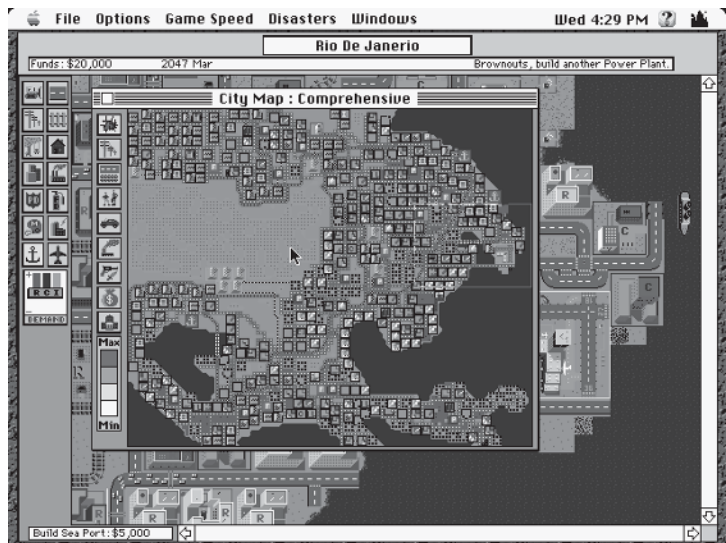 File Options Game Speed Disasters Windows Wed 4:29 PM
Rio De Janerio
Funds: $20,000 2047 Mar Brownouts, build another Power Plant.
City Map : Comprehensive
R
C
R
C
RCI
DEMAND
Max
Min
R
R
R
R
Build Sea Port: $5,000